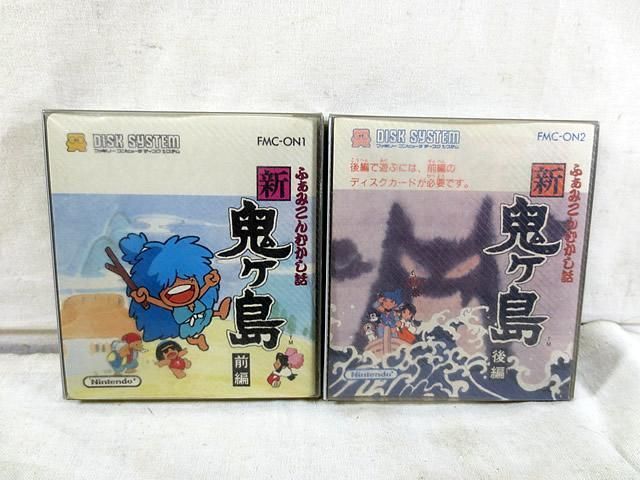 DISK SYSTEM
ファミリー コンピュータ ディスク システム
FMC-ON1
ふぁみこんむかし話
新
鬼ヶ島
前編
TM
Nintendo
DISK SYSTEM
ファミリー コンピュータ ディスク システム
FMC-ON2
後編で遊ぶには、前編の
ディスクカードが必要です。
ふぁみこんむかし話
新
鬼ヶ島
後編
TM
Nintendo